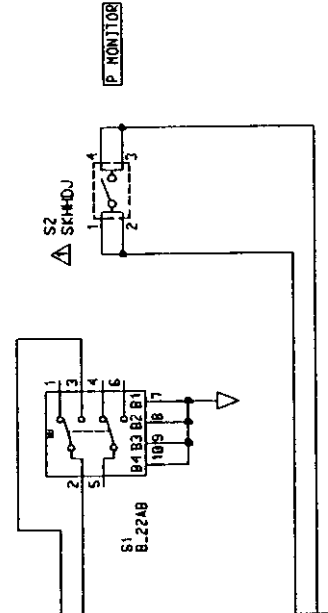 P MONITOR
S2
SKHHDJ
1
4
2
3
S1
B_22AB
2
5
1
3
4
6
B4 B3 B2 B1
10 9 8 7